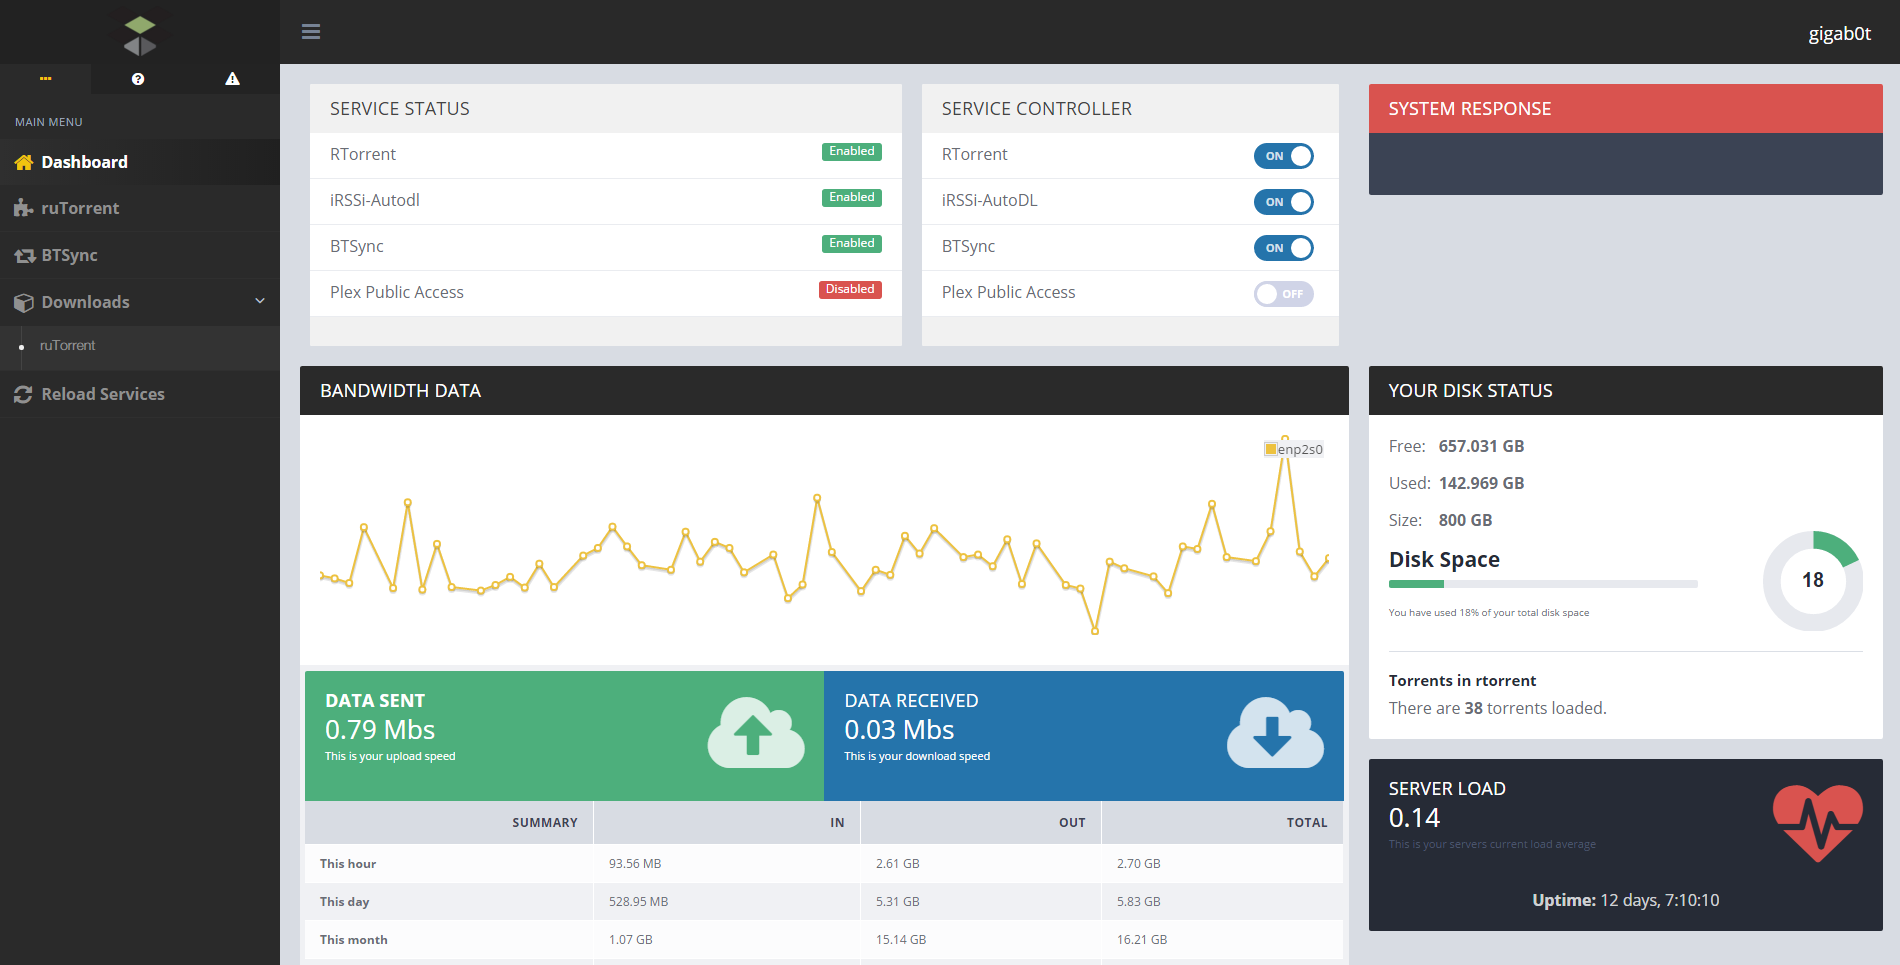 gigab0t
MAIN MENU
Dashboard
ruTorrent
BTSync
Downloads
ruTorrent
Reload Services
SERVICE STATUS
RTorrent Enabled
iRSSi-Autodl Enabled
BTSync Enabled
Plex Public Access Disabled
SERVICE CONTROLLER
RTorrent ON
iRSSi-AutoDL ON
BTSync ON
Plex Public Access OFF
SYSTEM RESPONSE
BANDWIDTH DATA
enp2s0
DATA SENT
0.79 Mbs
This is your upload speed
DATA RECEIVED
0.03 Mbs
This is your download speed
SUMMARY IN OUT TOTAL
This hour 93.56 MB 2.61 GB 2.70 GB
This day 528.95 MB 5.31 GB 5.83 GB
This month 1.07 GB 15.14 GB 16.21 GB
YOUR DISK STATUS
Free: 657.031 GB
Used: 142.969 GB
Size: 800 GB
Disk Space
18
You have used 18% of your total disk space
Torrents in rtorrent
There are 38 torrents loaded.
SERVER LOAD
0.14
This is your servers current load average
Uptime: 12 days, 7:10:10